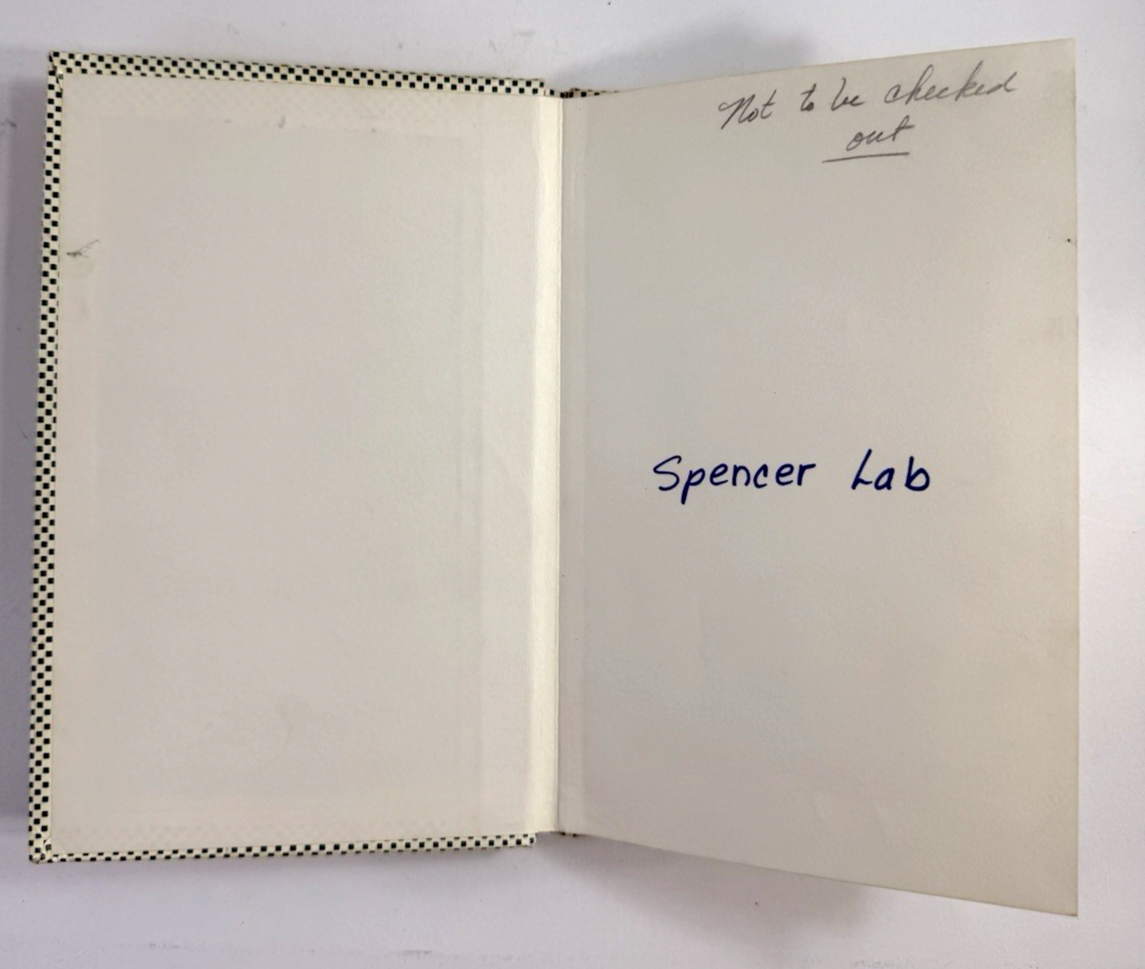 Not to be checked
out
Spencer Lab